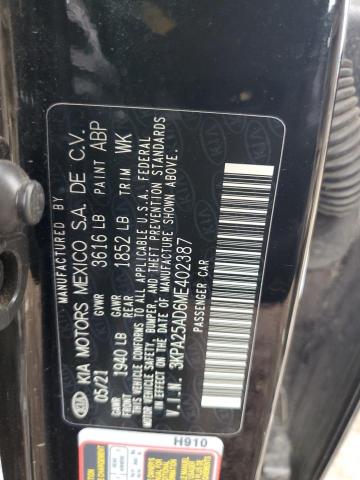 MANUFACTURED BY
KIA KIA MOTORS MEXICO S.A. DE C.V.
05/21 GVWR 3616 LB PAINT ABP
GAWR FRONT 1940 LB GAWR REAR 1852 LB TRIM WK
THIS VEHICLE CONFORMS TO ALL APPLICABLE U.S.A. FEDERAL
MOTOR VEHICLE SAFETY, BUMPER, AND THEFT PREVENTION STANDARDS
IN EFFECT ON THE DATE OF MANUFACTURE SHOWN ABOVE.
V.I.N. 3KPA25AD6ME402387
PASSENGER CAR
H910